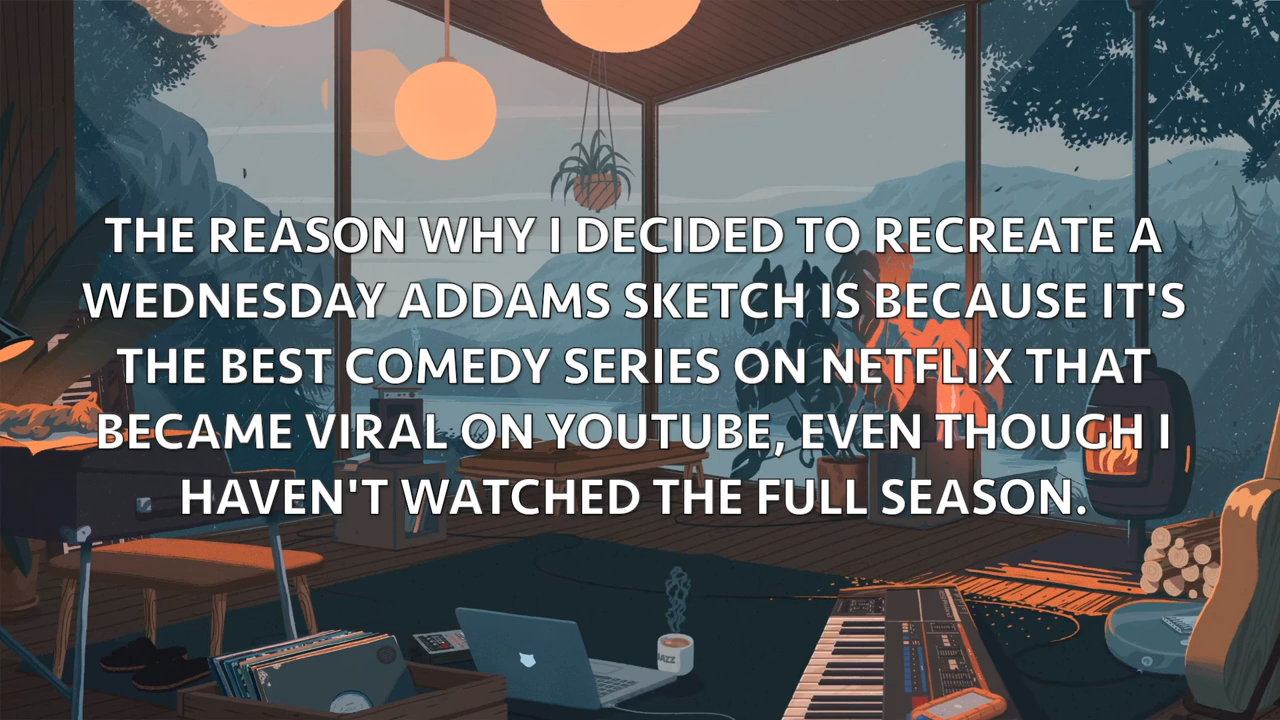 THE REASON WHY I DECIDED TO RECREATE A
WEDNESDAY ADDAMS SKETCH IS BECAUSE IT'S
THE BEST COMEDY SERIES ON NETFLIX THAT
BECAME VIRAL ON YOUTUBE, EVEN THOUGH I
HAVEN'T WATCHED THE FULL SEASON.
JAZZ